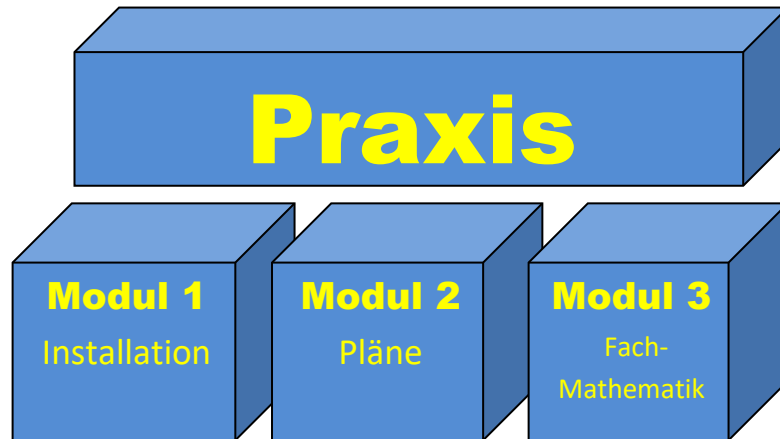 Praxis
Modul 1
Installation
Modul 2
Pläne
Modul 3
Fach-
Mathematik